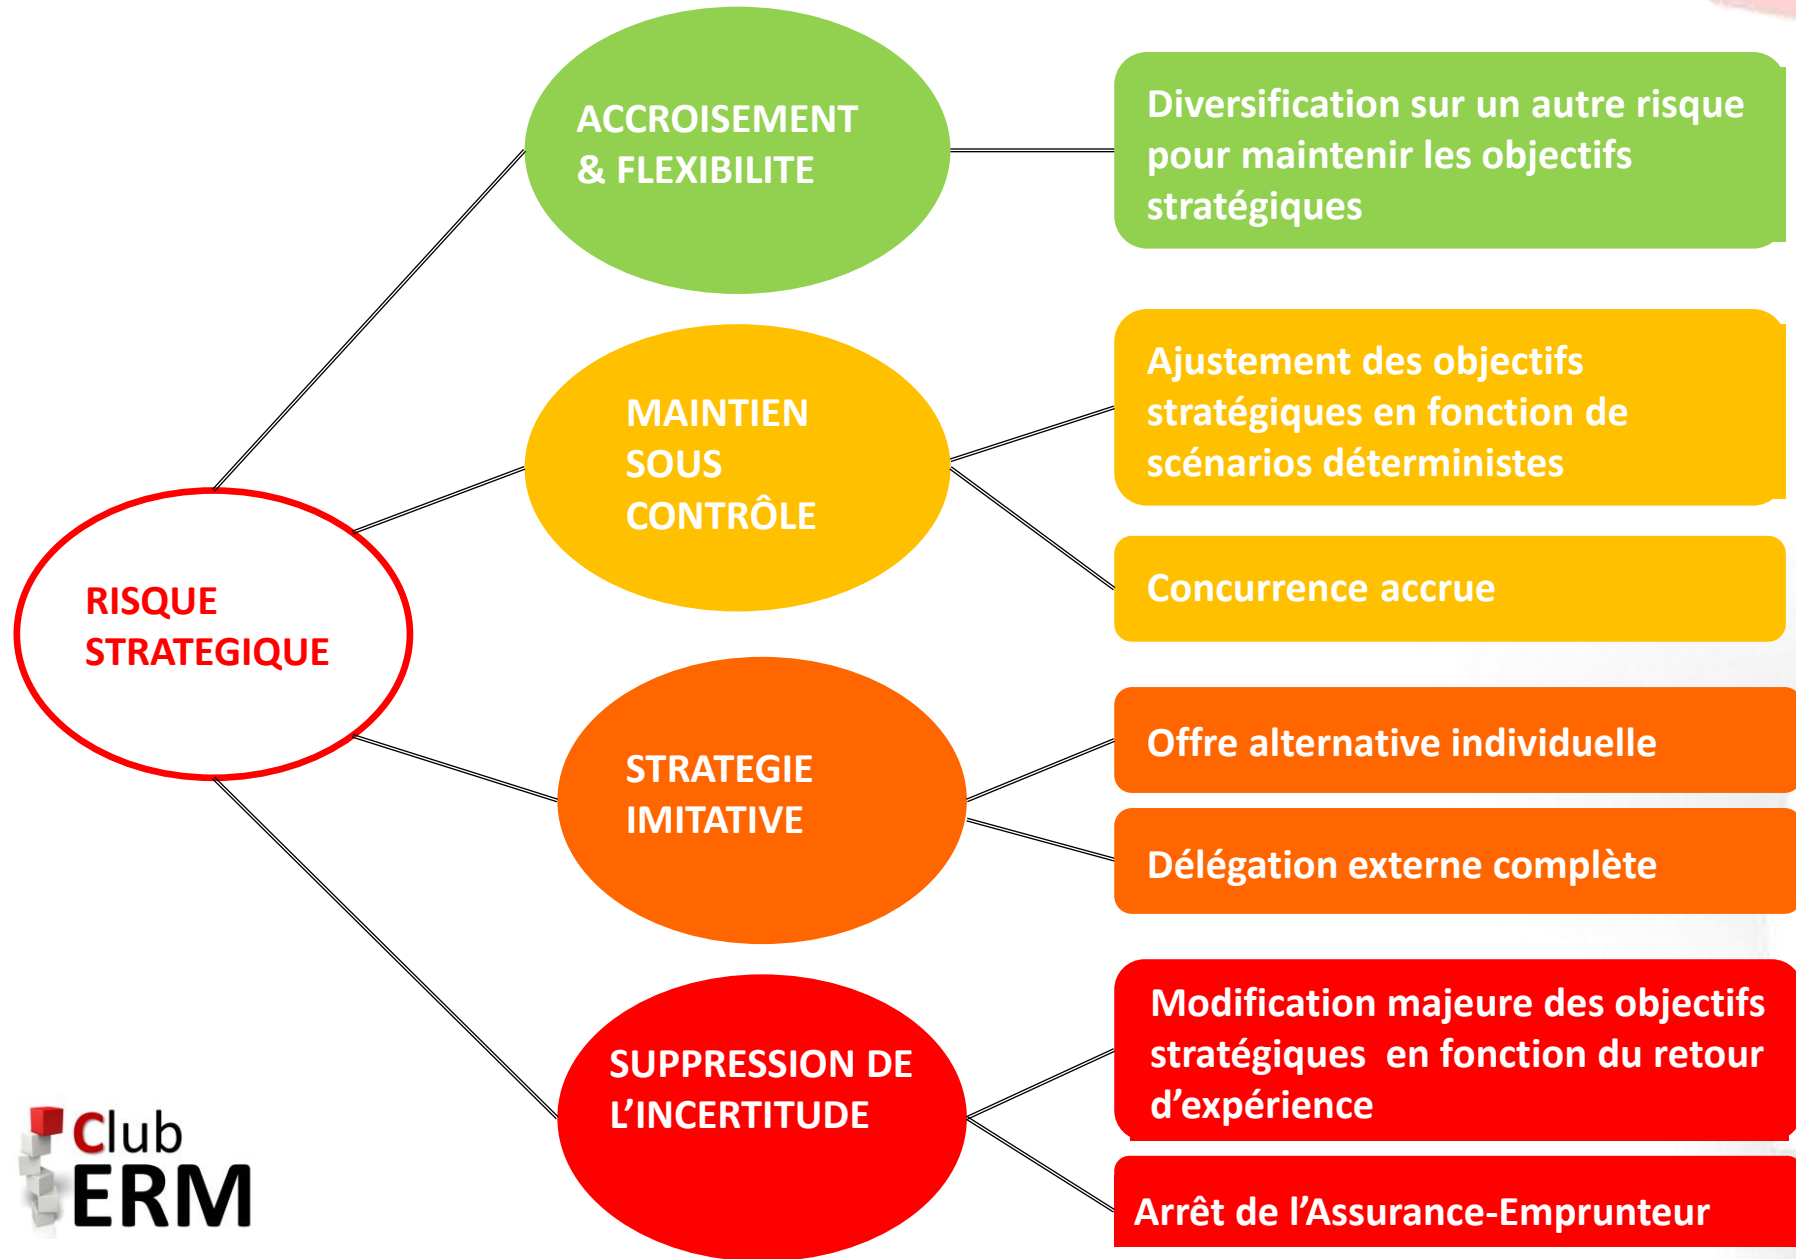 ACCROISEMENT
& FLEXIBILITE
Diversification sur un autre risque
pour maintenir les objectifs
stratégiques
MAINTIEN
SOUS
CONTRÔLE
Ajustement des objectifs
stratégiques en fonction de
scénarios déterministes
Concurrence accrue
RISQUE
STRATEGIQUE
STRATEGIE
IMITATIVE
Offre alternative individuelle
Délégation externe complète
SUPPRESSION DE
L’INCERTITUDE
Modification majeure des objectifs
stratégiques  en fonction du retour
d’expérience
Arrêt de l’Assurance-Emprunteur
Club
ERM